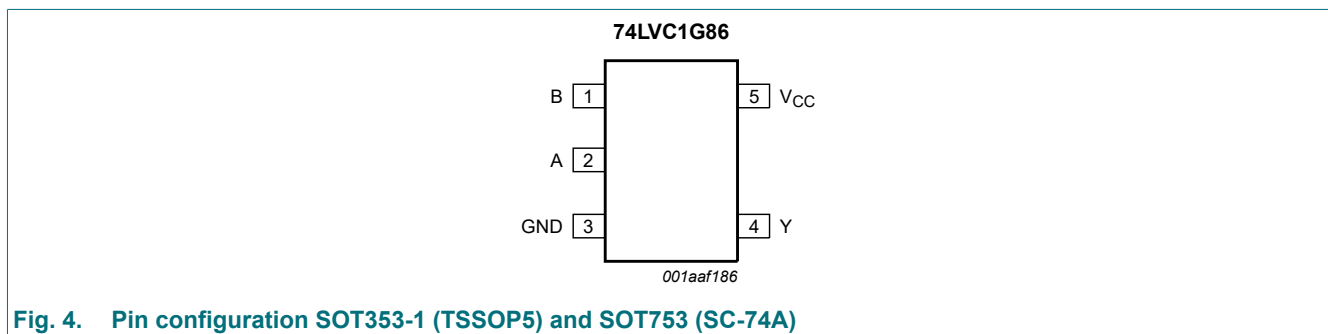 74LVC1G86
B 1
5 VCC
A 2
GND 3
4 Y
001aaf186
Fig. 4. Pin configuration SOT353-1 (TSSOP5) and SOT753 (SC-74A)